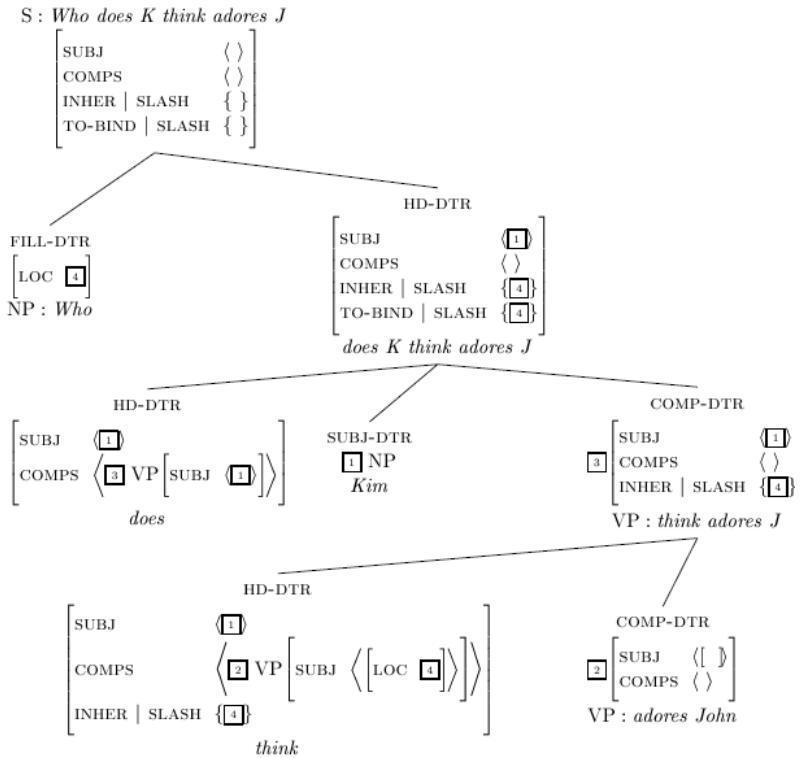 S : Who does K think adores J
SUBJ ⟨ ⟩
COMPS ⟨ ⟩
INHER | SLASH { }
TO-BIND | SLASH { }
FILL-DTR
LOC 4
NP : Who
HD-DTR
SUBJ ⟨1⟩
COMPS ⟨ ⟩
INHER | SLASH {4}
TO-BIND | SLASH {4}
does K think adores J
HD-DTR
SUBJ ⟨1⟩
COMPS ⟨3 VP[SUBJ ⟨1⟩]⟩
does
SUBJ-DTR
1 NP
Kim
COMP-DTR
3
SUBJ ⟨1⟩
COMPS ⟨ ⟩
INHER | SLASH {4}
VP : think adores J
HD-DTR
SUBJ ⟨1⟩
COMPS ⟨2 VP[SUBJ ⟨[LOC 4]⟩]⟩
INHER | SLASH {4}
think
COMP-DTR
2
SUBJ ⟨[ ]⟩
COMPS ⟨ ⟩
VP : adores John